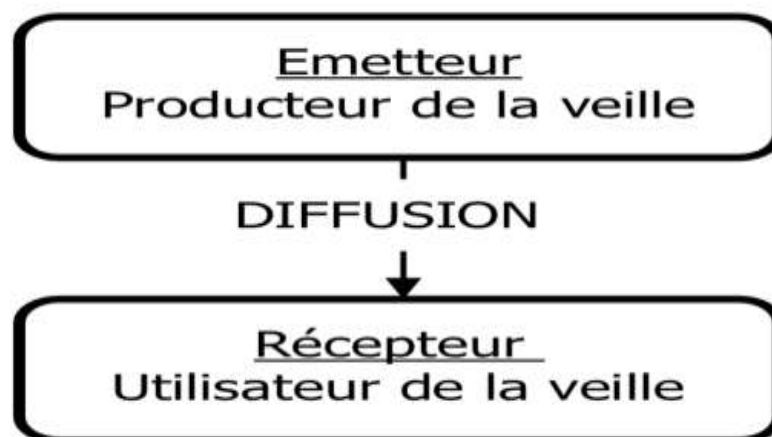 Emetteur
Producteur de la veille
DIFFUSION
Récepteur
Utilisateur de la veille